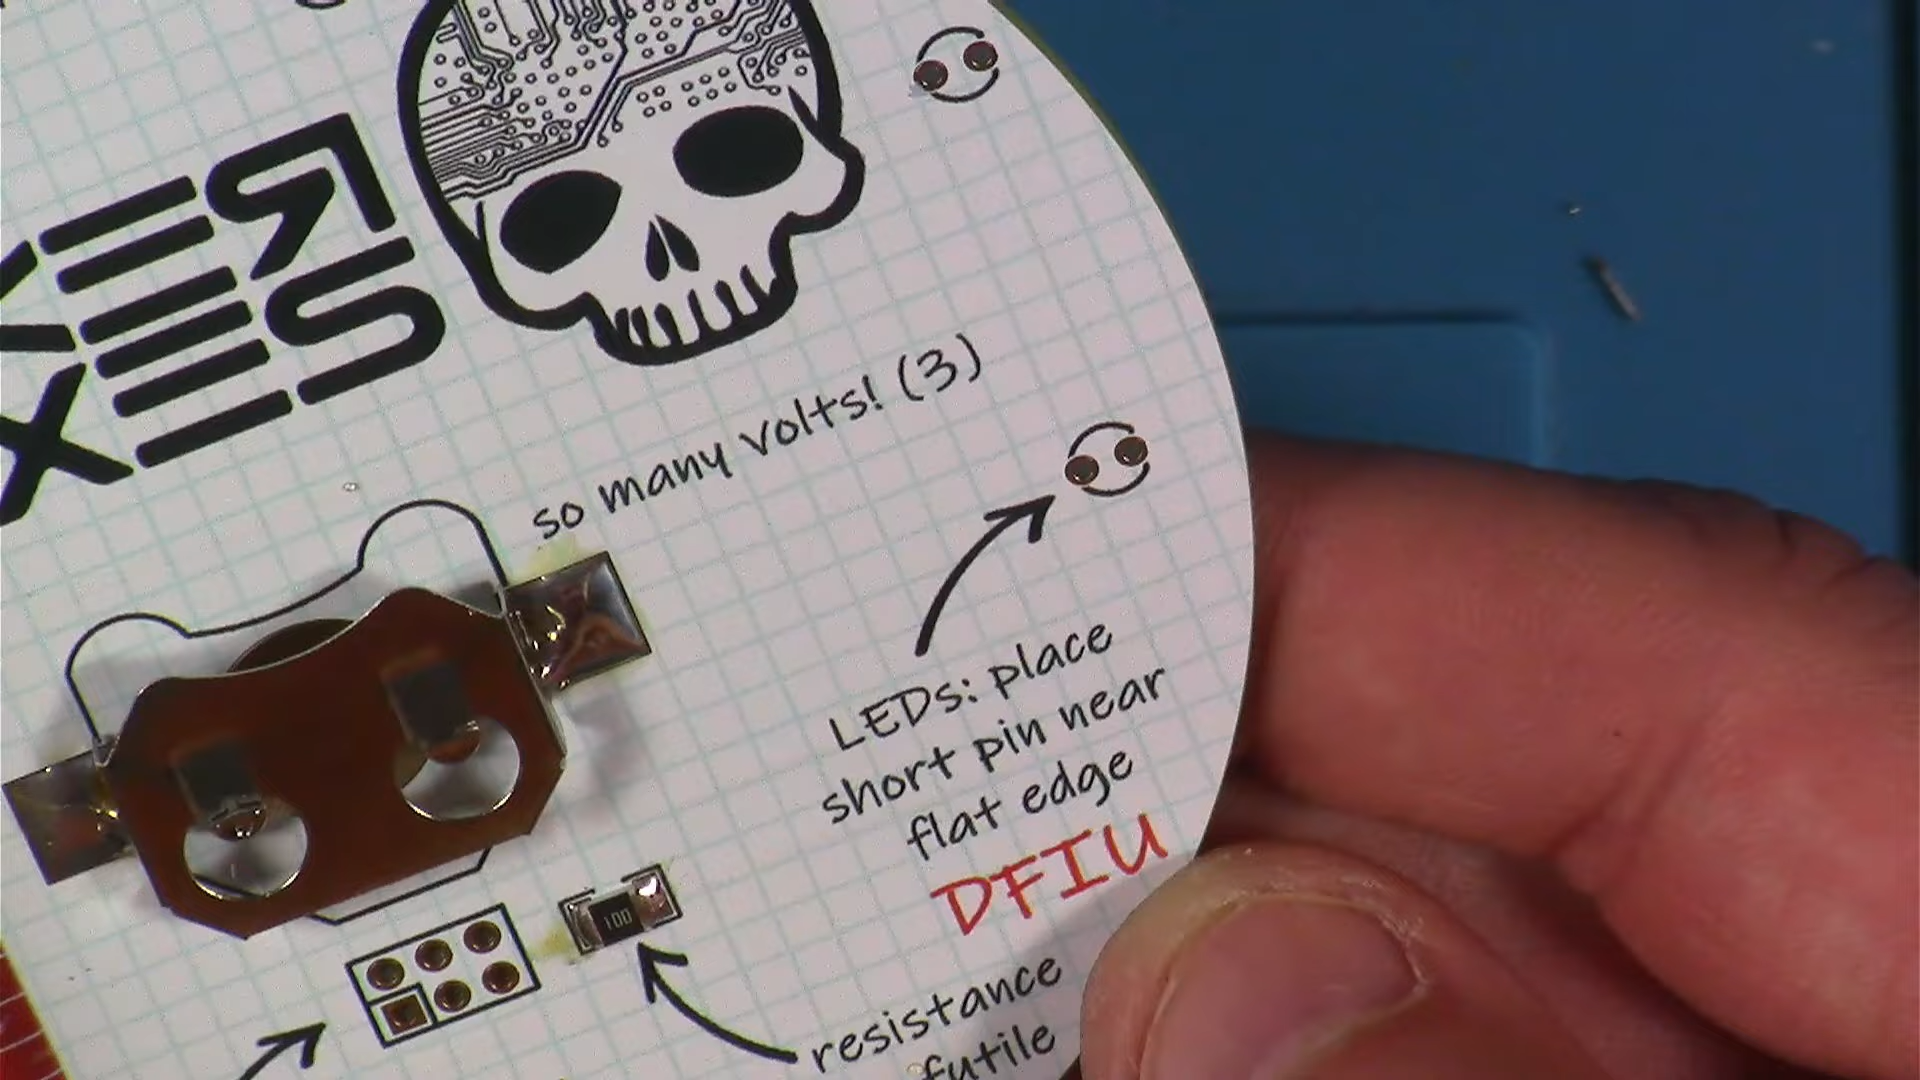 so many volts! (3)
LEDs: place
short pin near
flat edge
DFIU
100
resistance
futile